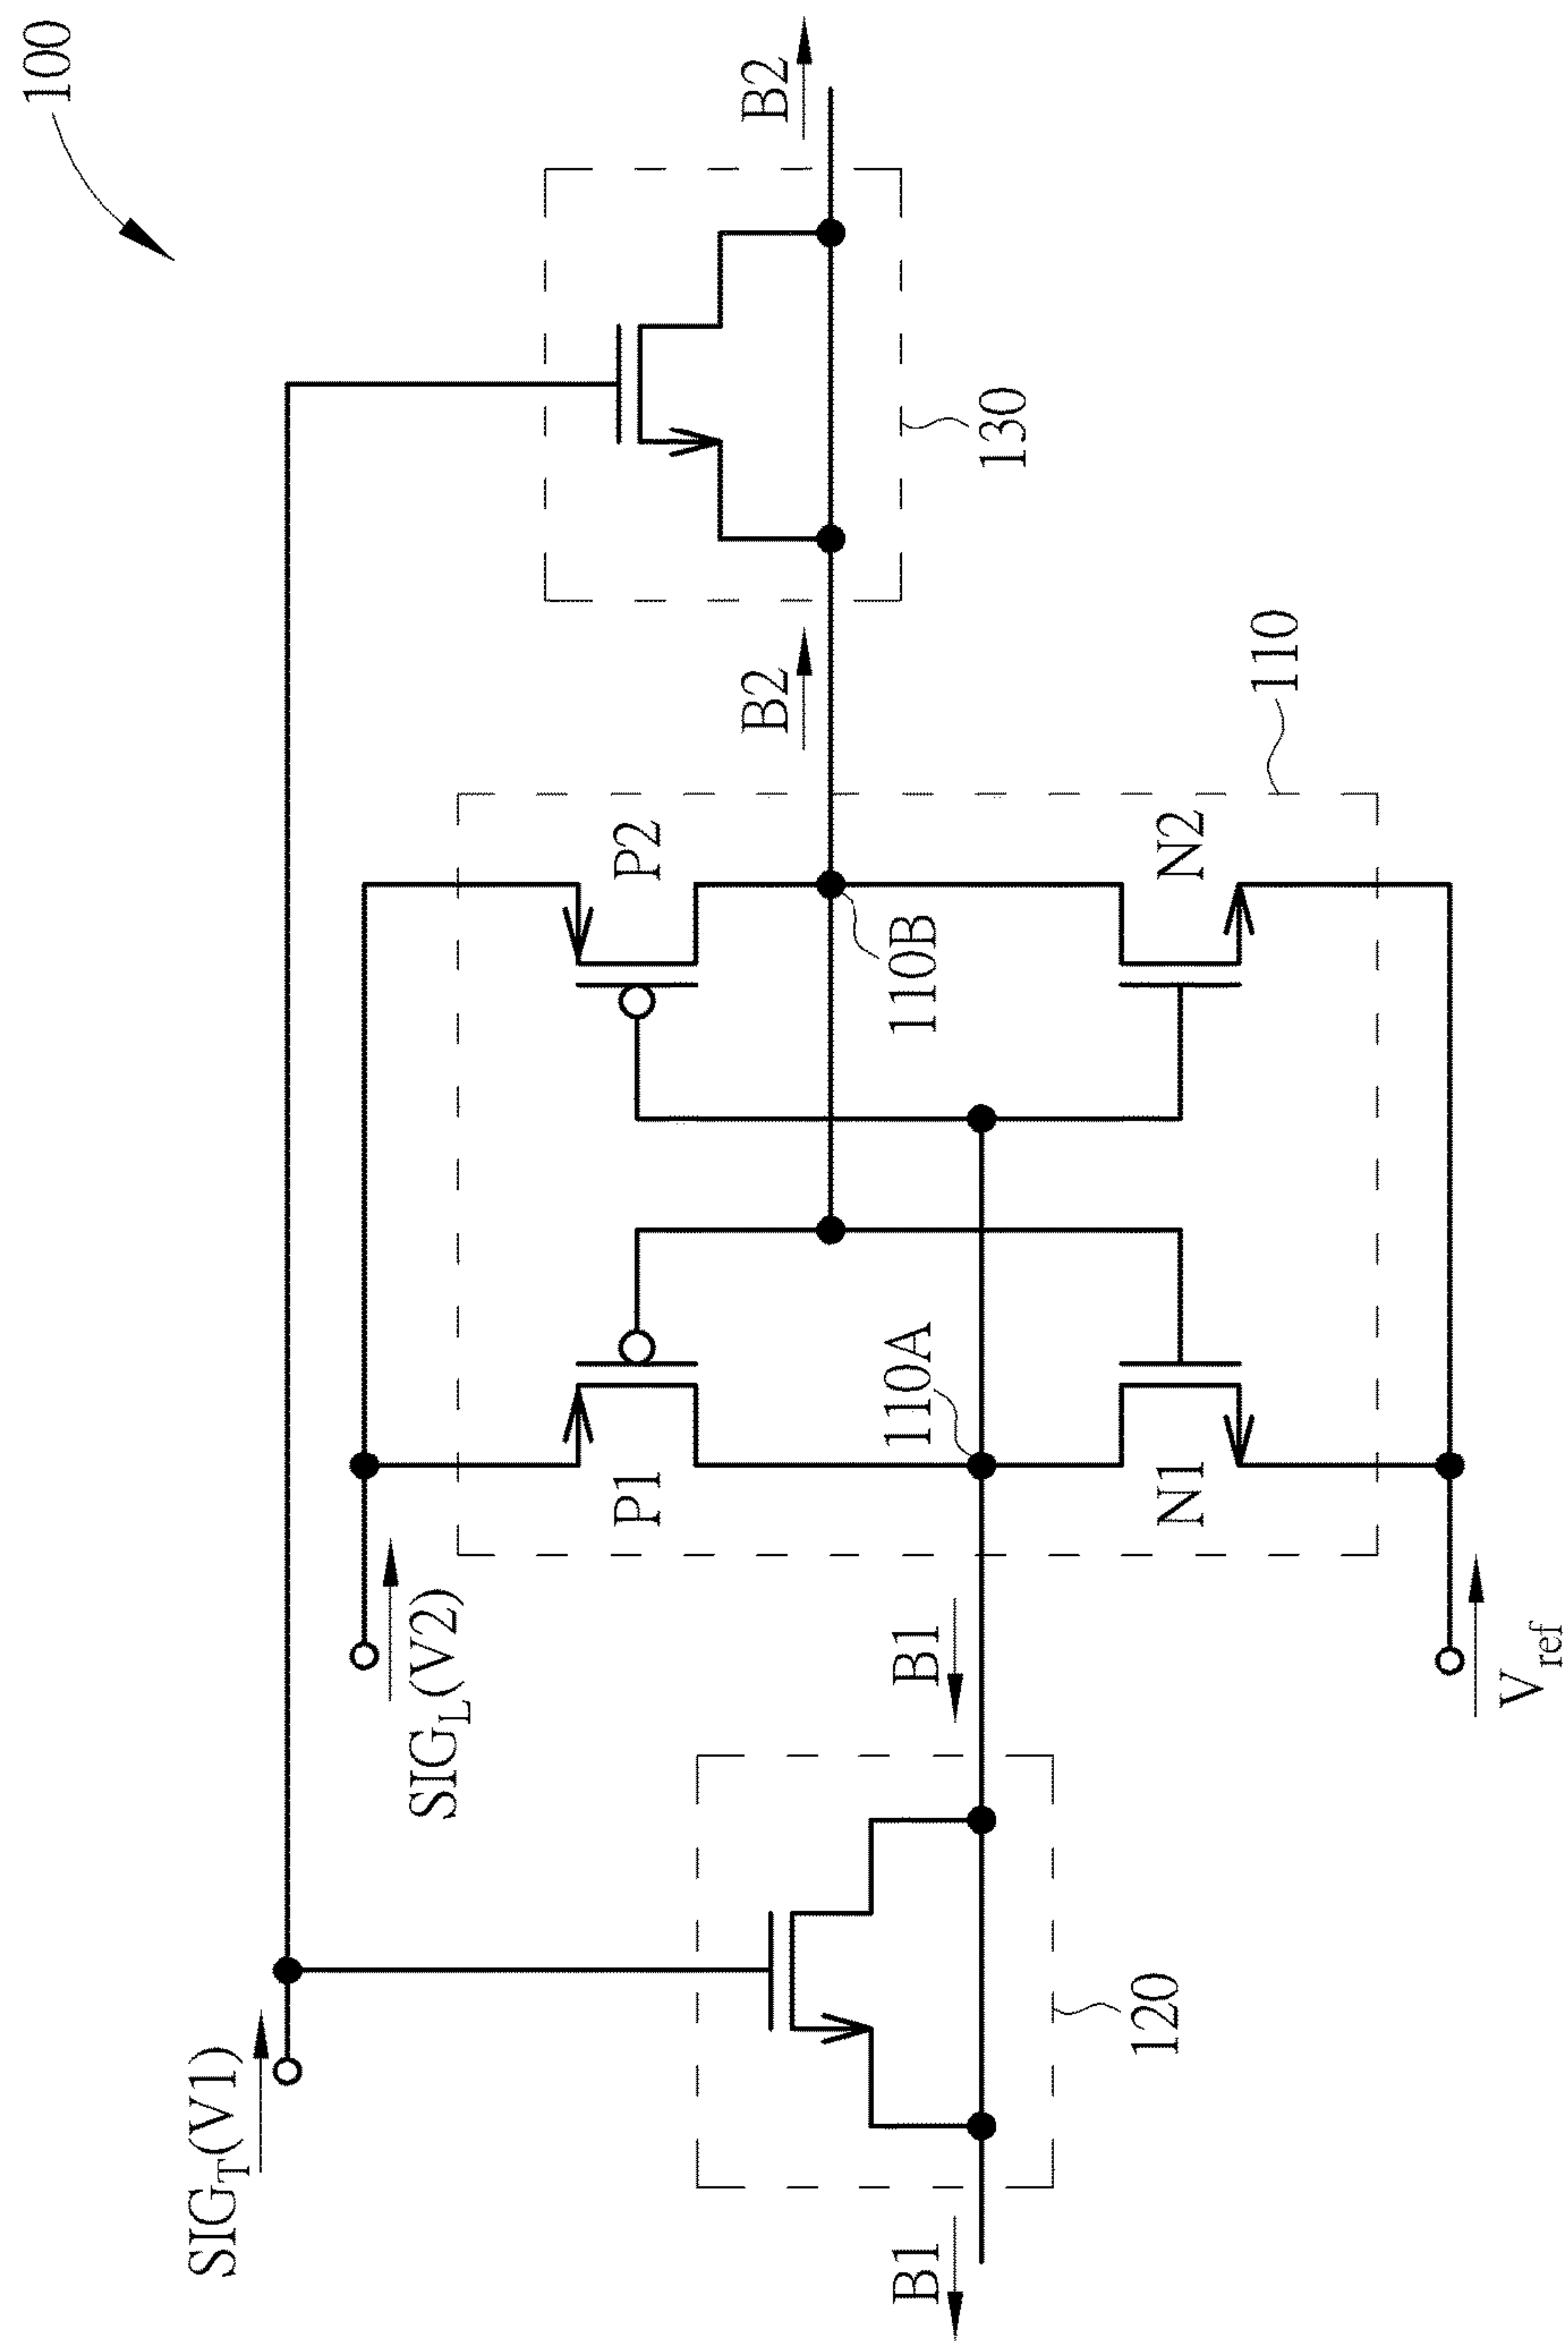 100
SIG_T(V1)
SIG_L(V2)
B2
B2
130
P1
P2
B1
B1
110A
110B
120
N1
N2
110
V_ref